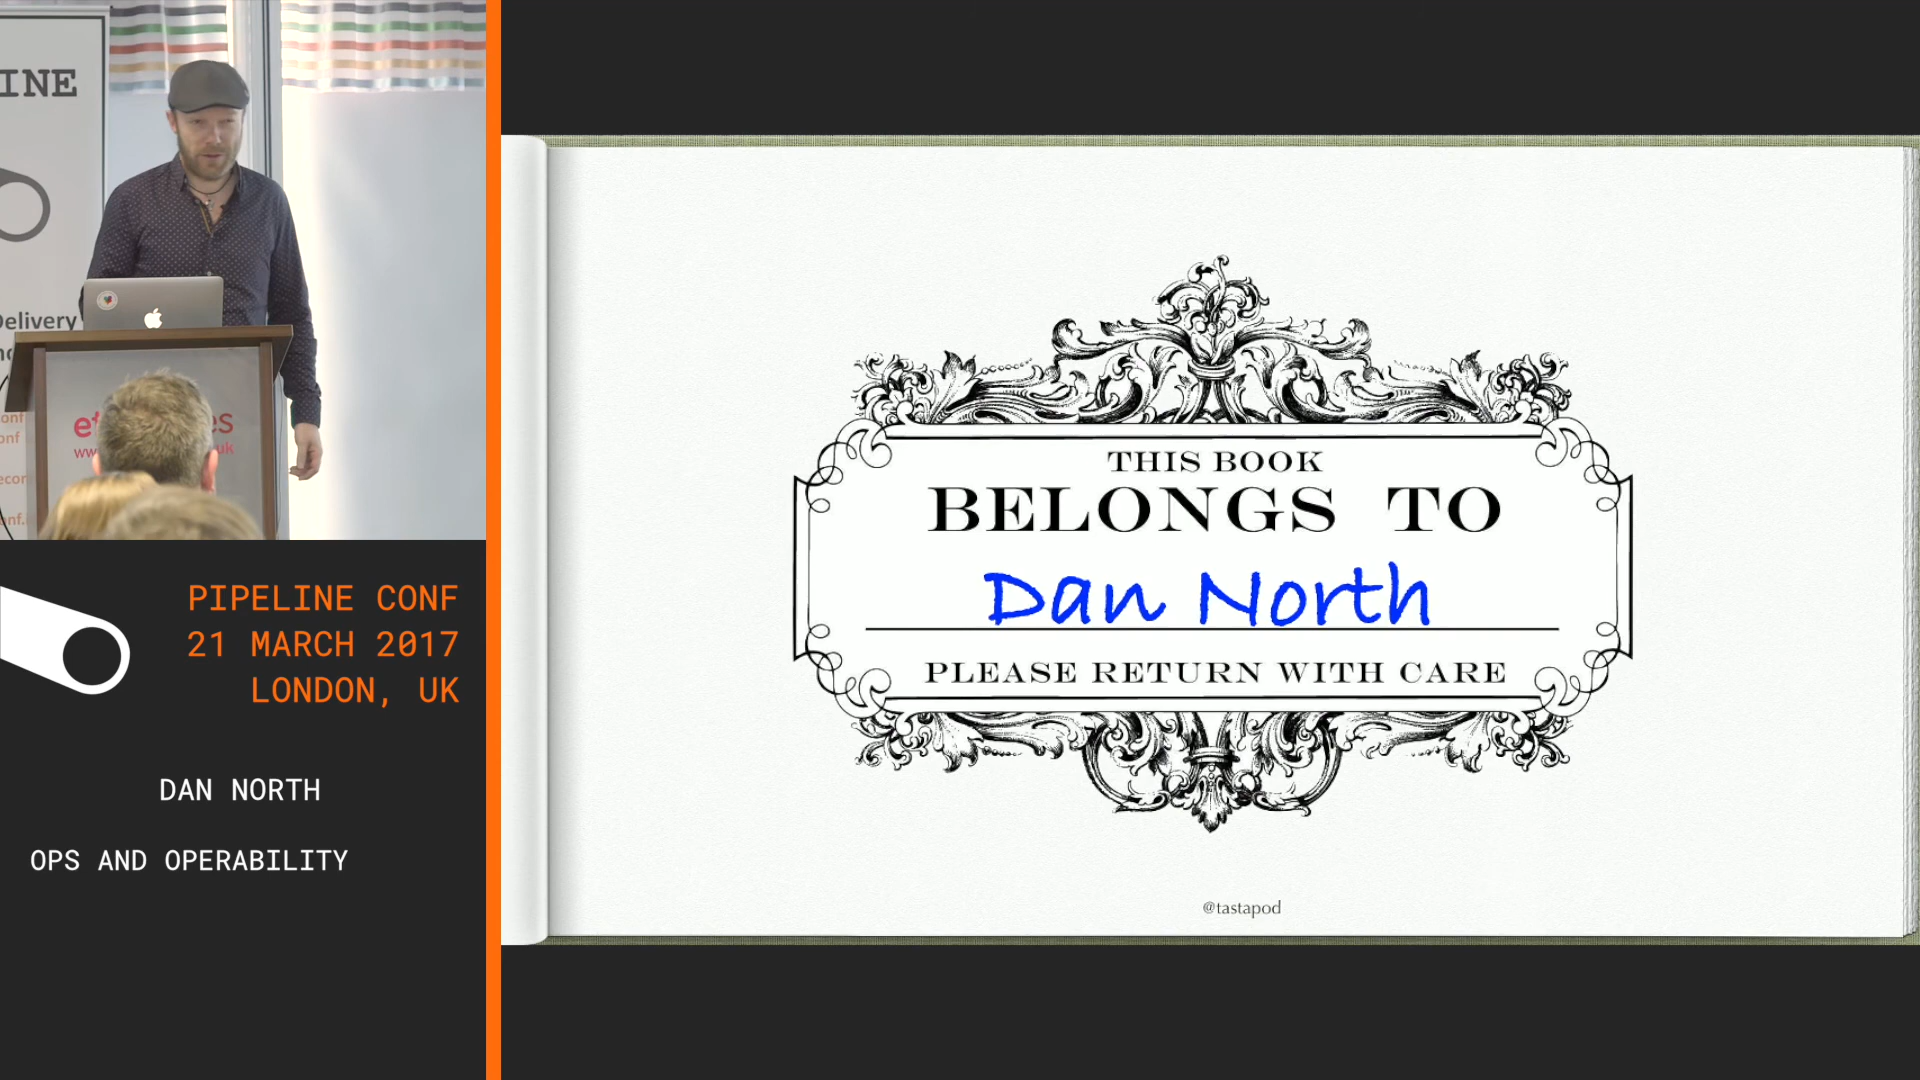 INE
Delivery
PIPELINE CONF
21 MARCH 2017
LONDON, UK
DAN NORTH
OPS AND OPERABILITY
THIS BOOK
BELONGS TO
Dan North
PLEASE RETURN WITH CARE
@tastapod